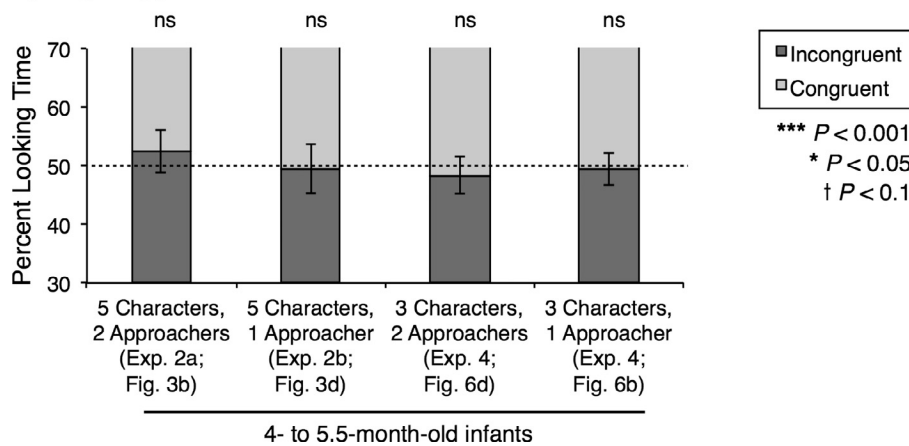 ns ns ns ns
70
60
50
40
30
Percent Looking Time
Incongruent
Congruent
*** P < 0.001
* P < 0.05
† P < 0.1
5 Characters,
2 Approachers
(Exp. 2a;
Fig. 3b)
5 Characters,
1 Approacher
(Exp. 2b;
Fig. 3d)
3 Characters,
2 Approachers
(Exp. 4;
Fig. 6d)
3 Characters,
1 Approacher
(Exp. 4;
Fig. 6b)
4- to 5.5-month-old infants